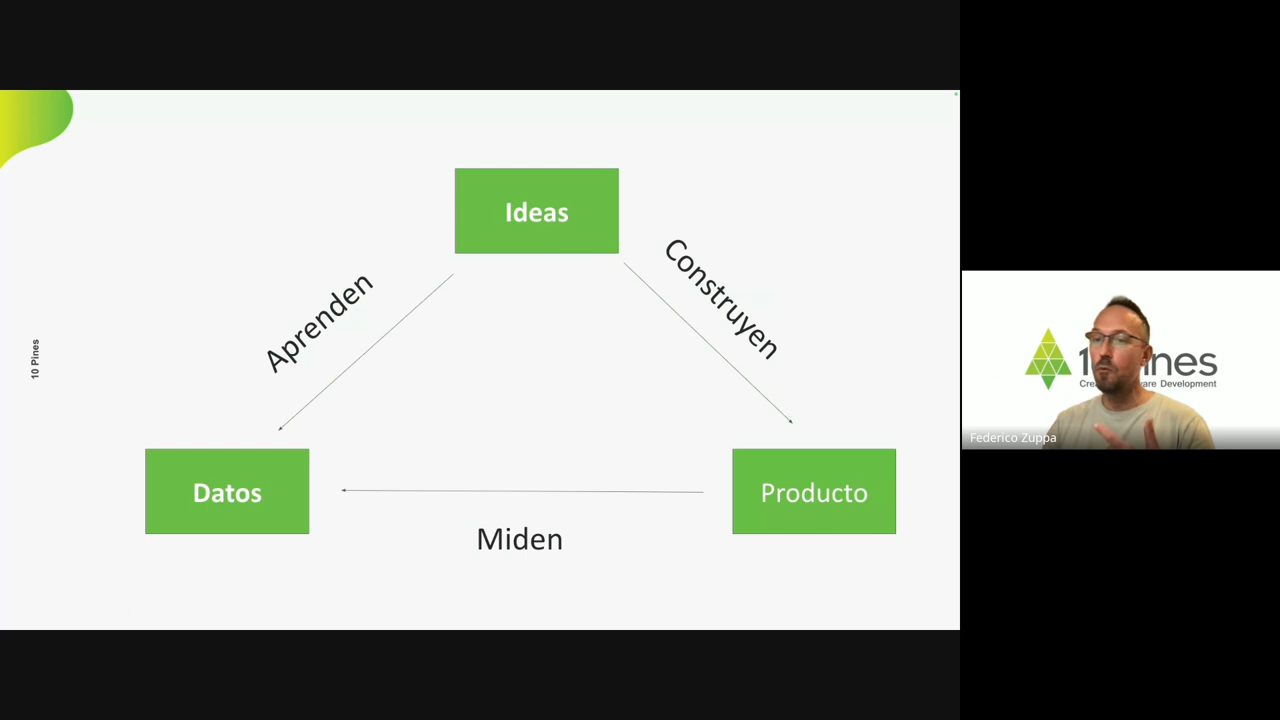 Ideas
Aprenden
Construyen
10 Pines
Datos
Producto
Miden
Federico Zuppa